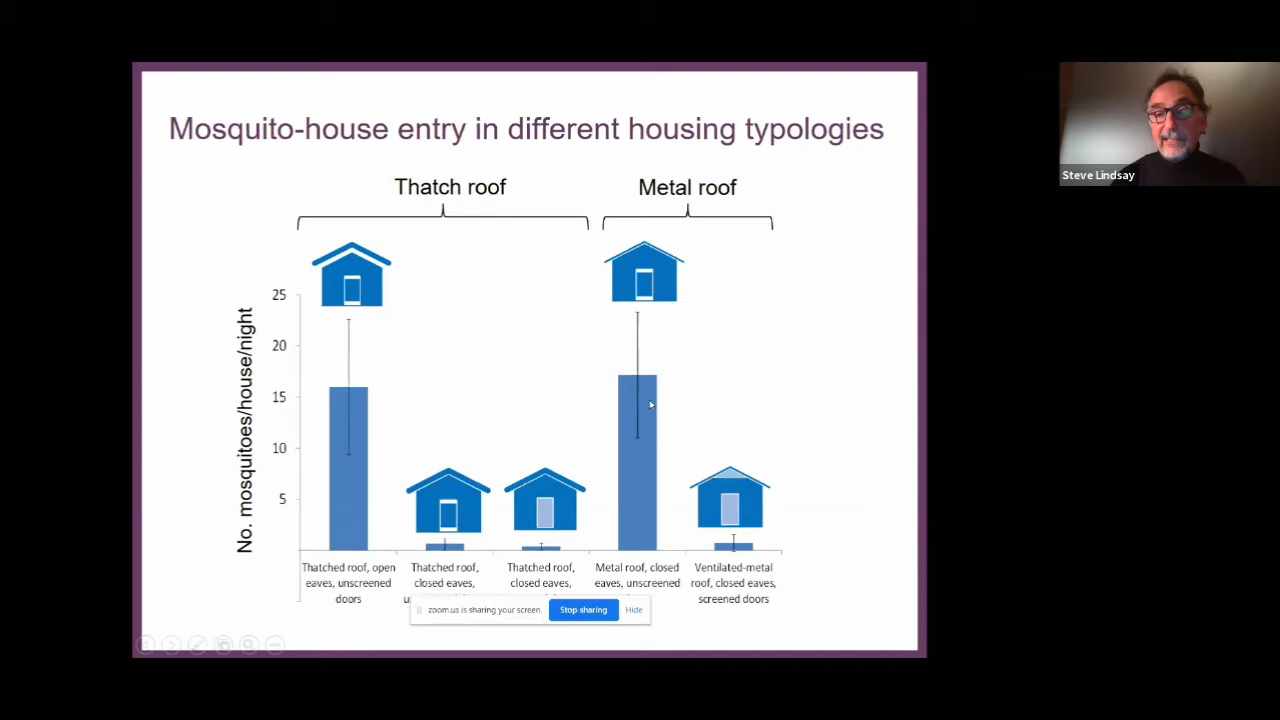 Mosquito-house entry in different housing typologies
Thatch roof
Metal roof
Steve Lindsay
No. mosquitoes/house/night
25
20
15
10
5
Thatched roof, open
eaves, unscreened
doors
Thatched roof,
closed eaves,
Thatched roof,
closed eaves,
Metal roof, closed
eaves, unscreened
Ventilated-metal
roof, closed eaves,
screened doors
zoom.us is sharing your screen.
Stop sharing
Hide